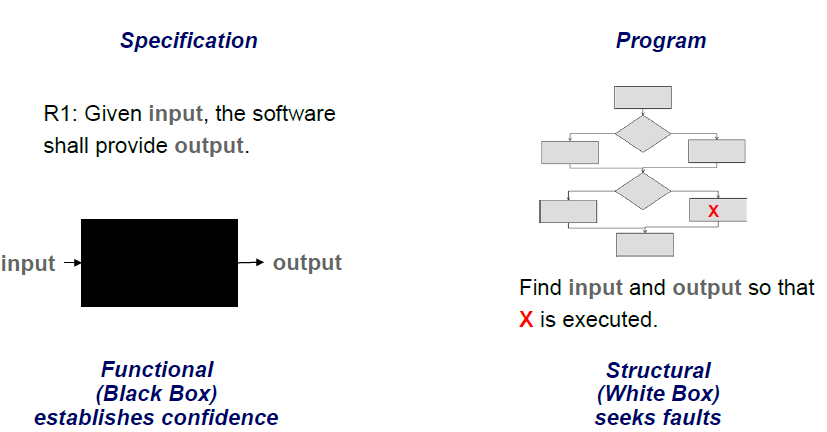 Specification
R1: Given input, the software
shall provide output.
input
output
Functional
(Black Box)
establishes confidence
Program
X
Find input and output so that
X is executed.
Structural
(White Box)
seeks faults